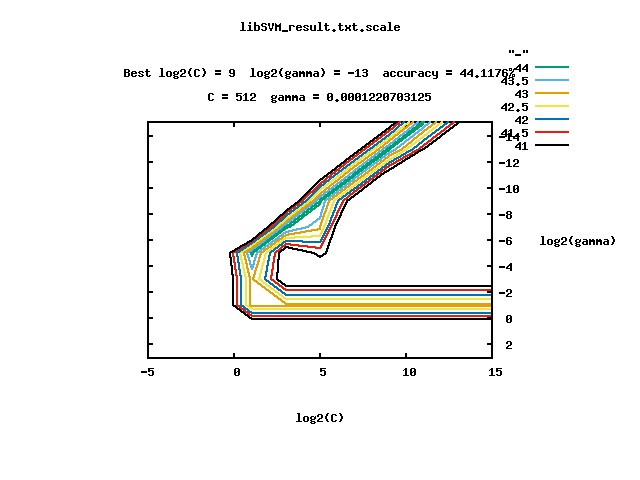 libSVM_result.txt.scale
"-"
Best log2(C) = 9  log2(gamma) = -13  accuracy = 44.1176%
C = 512  gamma = 0.0001220703125
44
43.5
43
42.5
42
41.5
41
-14
-12
-10
-8
-6
log2(gamma)
-4
-2
0
2
-5 0 5 10 15
log2(C)